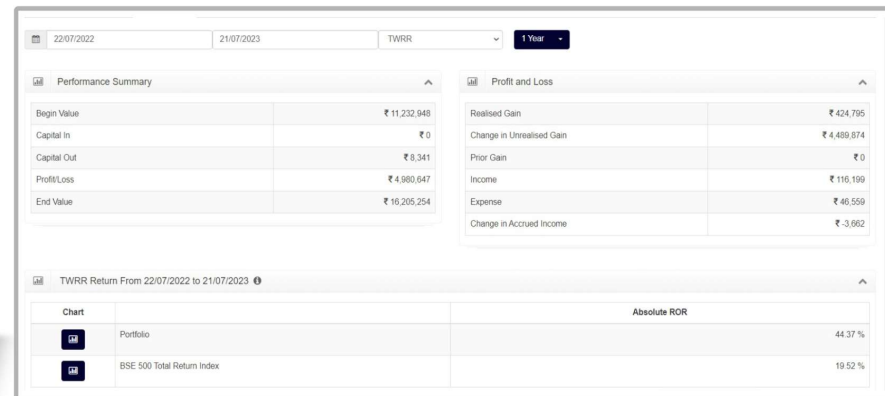 22/07/2022 21/07/2023 TWRR 1 Year
Performance Summary
Begin Value ₹ 11,232,948
Capital In ₹ 0
Capital Out ₹ 8,341
Profit/Loss ₹ 4,980,647
End Value ₹ 16,205,254
Profit and Loss
Realised Gain ₹ 424,795
Change in Unrealised Gain ₹ 4,489,874
Prior Gain ₹ 0
Income ₹ 116,199
Expense ₹ 46,559
Change in Accrued Income ₹ -3,662
TWRR Return From 22/07/2022 to 21/07/2023
Chart Absolute ROR
Portfolio 44.37 %
BSE 500 Total Return Index 19.52 %